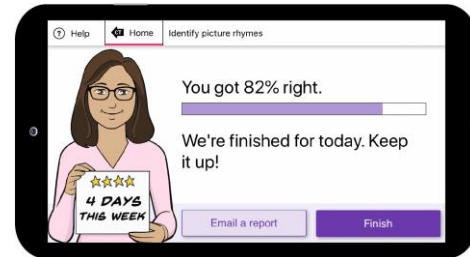 ? Help
CT Home
Identify picture rhymes
You got 82% right.
We're finished for today. Keep
it up!
4 DAYS
THIS WEEK
Email a report
Finish